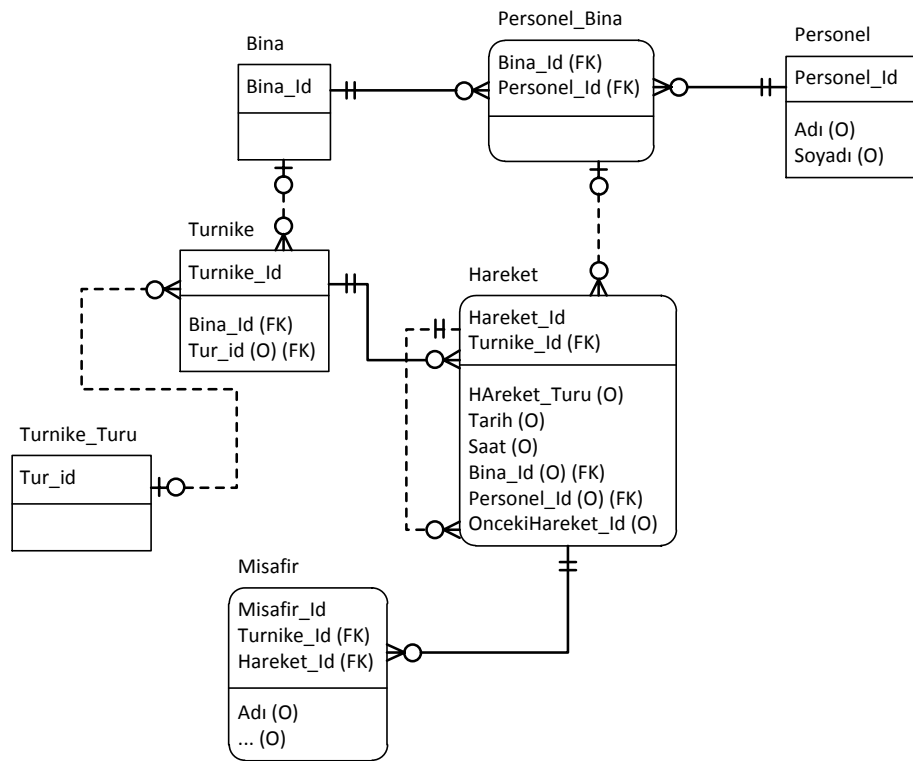 Personel_Bina
Bina_Id (FK)
Personel_Id (FK)
Personel
Personel_Id
Adı (O)
Soyadı (O)
Bina
Bina_Id
Turnike
Turnike_Id
Bina_Id (FK)
Tur_id (O) (FK)
Hareket
Hareket_Id
Turnike_Id (FK)
HAreket_Turu (O)
Tarih (O)
Saat (O)
Bina_Id (O) (FK)
Personel_Id (O) (FK)
OncekiHareket_Id (O)
Turnike_Turu
Tur_id
Misafir
Misafir_Id
Turnike_Id (FK)
Hareket_Id (FK)
Adı (O)
... (O)